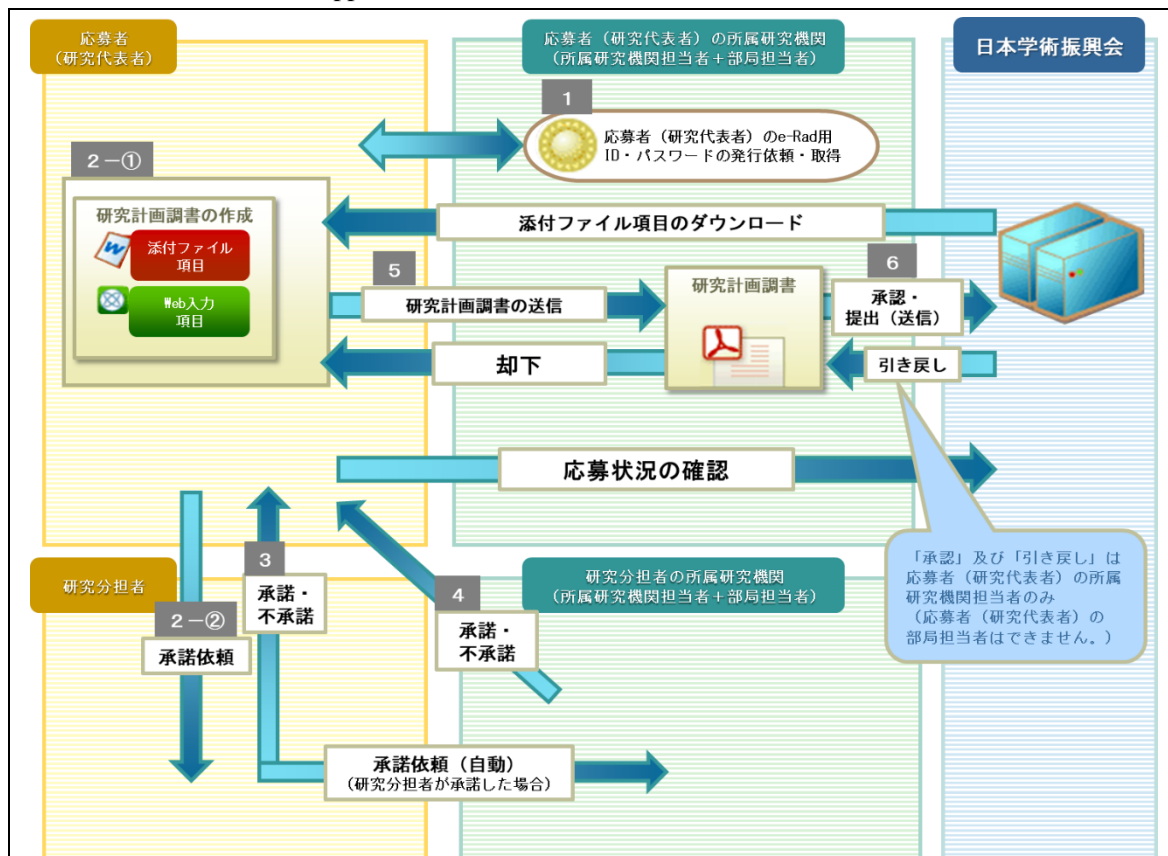 応募者
(研究代表者)
応募者（研究代表者）の所属研究機関
(所属研究機関担当者＋部局担当者)
日本学術振興会
1
応募者（研究代表者）のe-Rad用
ID・パスワードの発行依頼・取得
2－①
研究計画調書の作成
添付ファイル
項目
Web入力
項目
添付ファイル項目のダウンロード
5
研究計画調書の送信
研究計画調書
6
承認・
提出（送信）
却下
引き戻し
応募状況の確認
「承認」及び「引き戻し」は
応募者（研究代表者）の所属
研究機関担当者のみ
（応募者（研究代表者）の
部局担当者はできません。）
研究分担者
研究分担者の所属研究機関
(所属研究機関担当者＋部局担当者)
2－②
承諾依頼
3
承諾・
不承諾
4
承諾・
不承諾
承諾依頼（自動）
(研究分担者が承諾した場合)